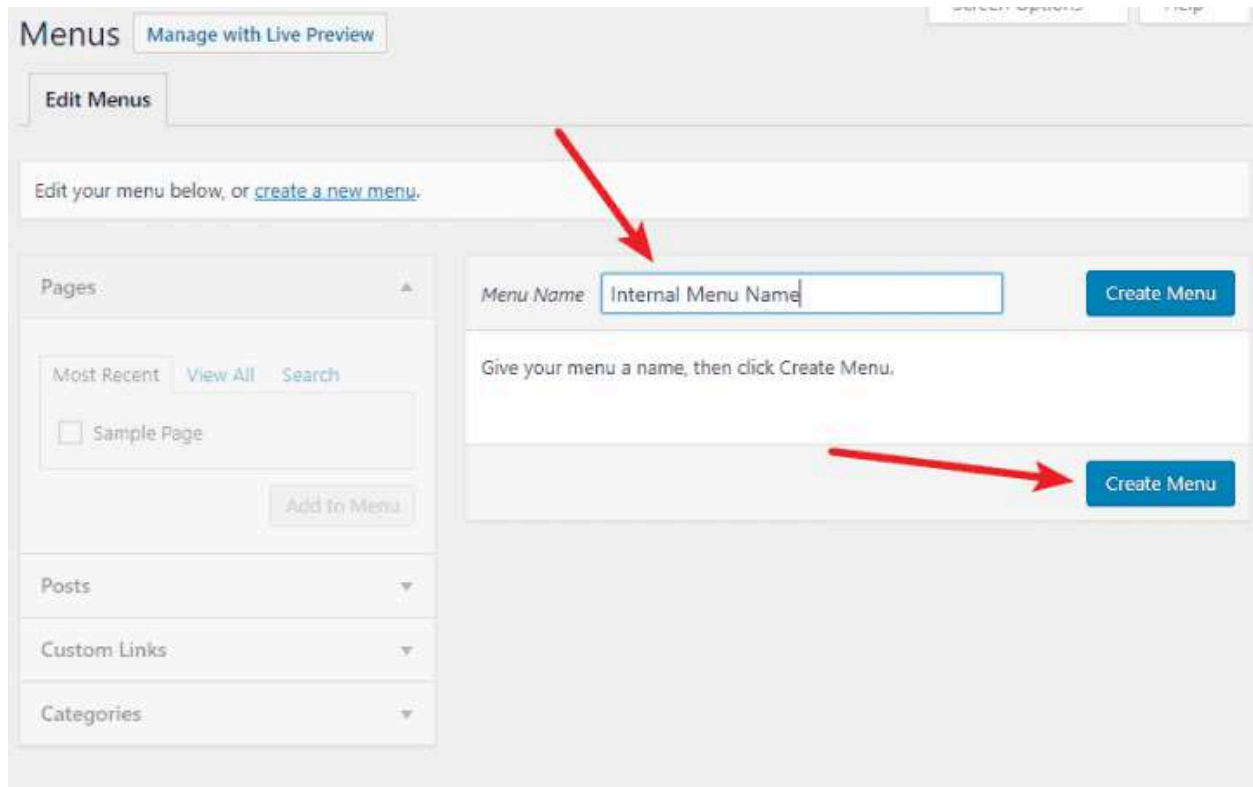 Menus Manage with Live Preview
Edit Menus
Edit your menu below, or create a new menu.
Pages
Most Recent View All Search
Sample Page
Add to Menu
Posts
Custom Links
Categories
Menu Name Internal Menu Name Create Menu
Give your menu a name, then click Create Menu.
Create Menu